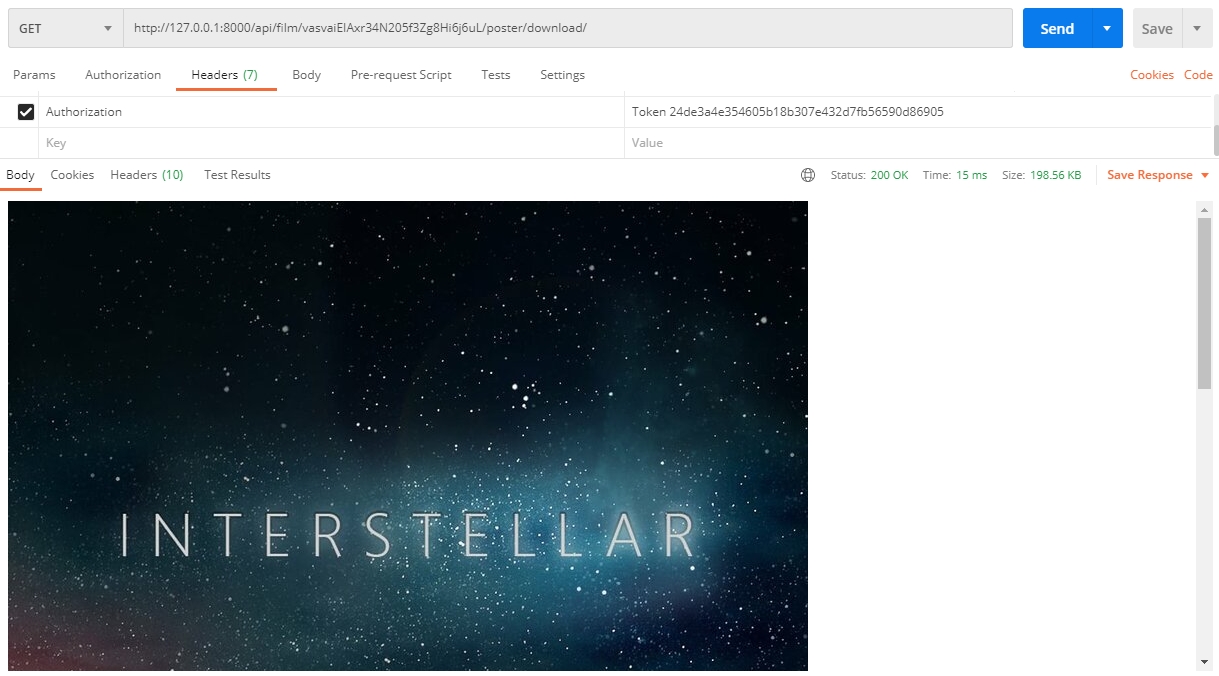 GET http://127.0.0.1:8000/api/film/vasvaiElAxr34N205f3Zg8Hi6j6uL/poster/download/ Send Save
Params Authorization Headers (7) Body Pre-request Script Tests Settings Cookies Code
Authorization Token 24de3a4e354605b18b307e432d7fb56590d86905
Key Value
Body Cookies Headers (10) Test Results Status: 200 OK Time: 15 ms Size: 198.56 KB Save Response
INTERSTELLAR